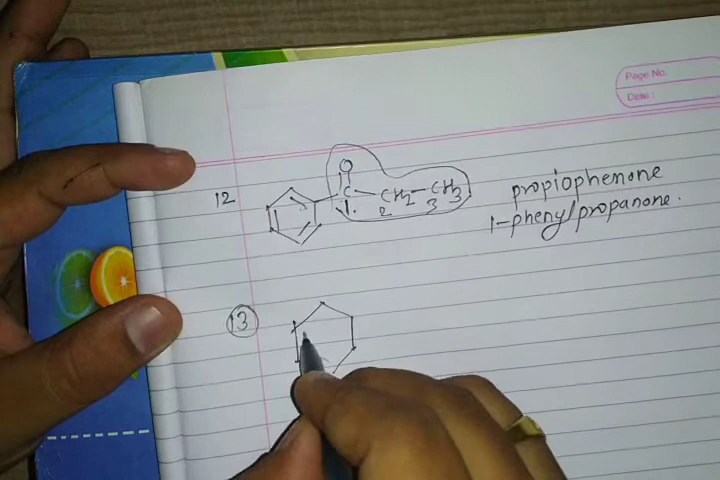 Page No.
Date :
12
O
C CH2 CH3
1. 2 3
propiophenone
1-phenylpropanone.
13